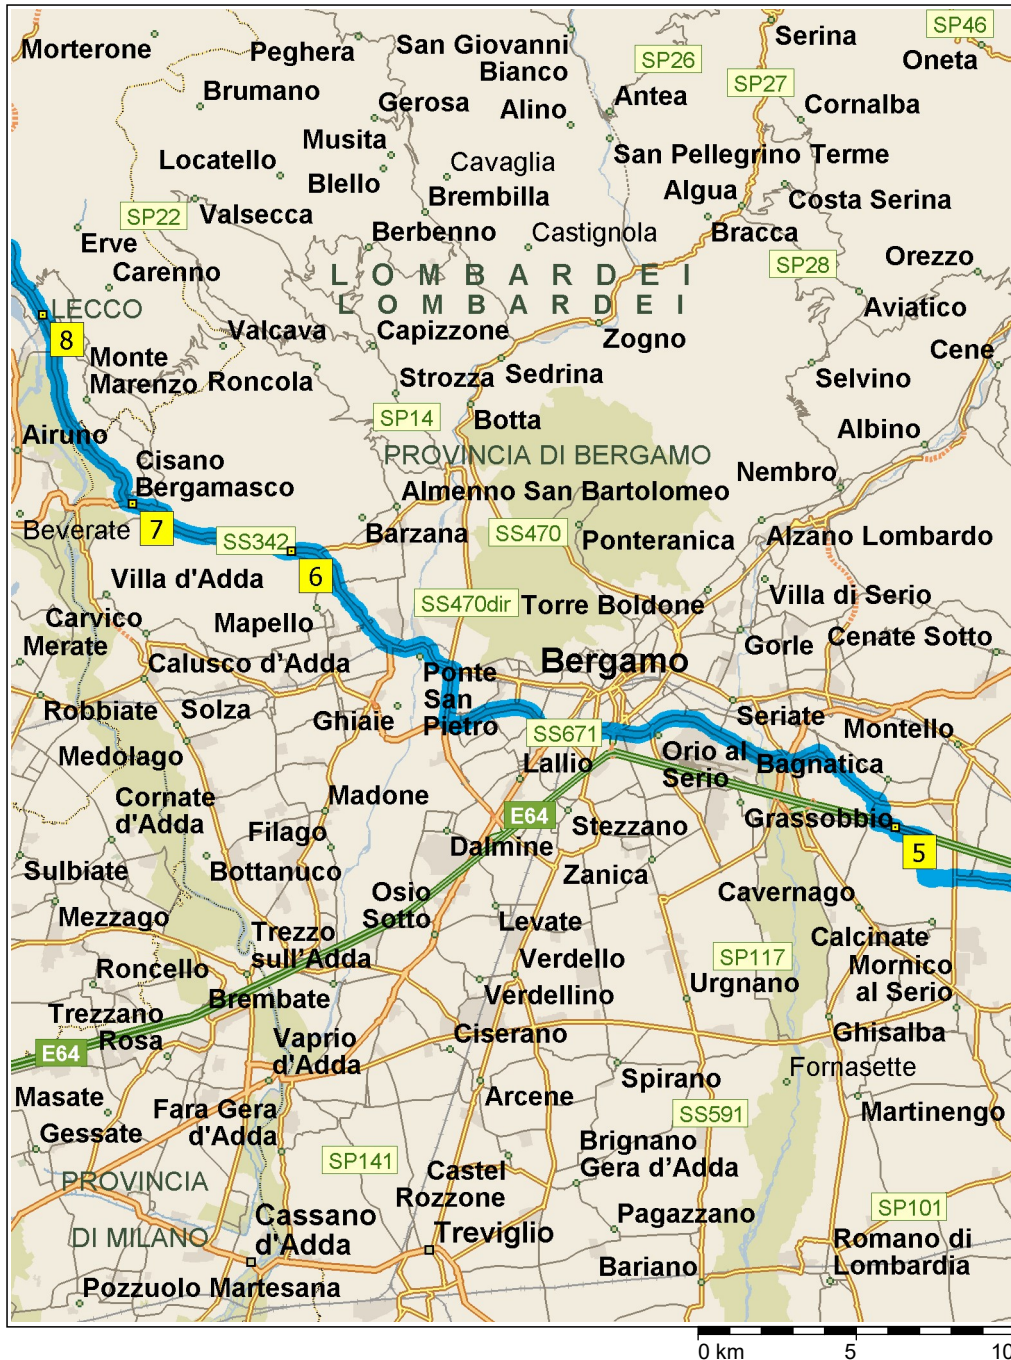 SP46
Serina
Morterone
Peghera
San Giovanni
Bianco
SP26
Oneta
SP27
Brumano
Gerosa
Alino
Antea
Cornalba
Musita
Locatello
Blello
Cavaglia
San Pellegrino Terme
Brembilla
Algua
Costa Serina
SP22
Valsecca
Berbenno
Castignola
Bracca
Erve
Carenno
SP28
Orezzo
LOMBARDEI
LOMBARDEI
Aviatico
LECCO
8
Valcava
Capizzone
Zogno
Monte
Marenzo
Roncola
Strozza
Sedrina
Selvino
Cene
SP14
Botta
Albino
Airuno
PROVINCIA DI BERGAMO
Cisano
Bergamasco
Nembro
Almenno San Bartolomeo
Beverate
7
SS342
Barzana
SS470
Ponteranica
Alzano Lombardo
Villa d'Adda
6
SS470dir
Torre Boldone
Villa di Serio
Carvico
Mapello
Merate
Gorle
Cenate Sotto
Calusco d'Adda
Ponte
San
Pietro
Bergamo
Robbiate
Solza
Ghiaie
Seriate
Montello
SS671
Medolago
Lallio
Orio al
Serio
Bagnatica
Cornate
d'Adda
Madone
E64
Grassobbio
Filago
Stezzano
Dalmine
5
Sulbiate
Bottanuco
Osio
Sotto
Zanica
Cavernago
Mezzago
Levate
Trezzo
sull'Adda
Calcinate
Roncello
Verdello
SP117
Mornico
al Serio
Brembate
Verdellino
Urgnano
Trezzano
Rosa
Vaprio
d'Adda
Ciserano
Ghisalba
E64
Spirano
Fornasette
Masate
Arcene
Martinengo
Fara Gera
d'Adda
SS591
Gessate
Brignano
Gera d'Adda
SP141
PROVINCIA
DI MILANO
Castel
Rozzone
Cassano
d'Adda
Treviglio
Pagazzano
SP101
Romano di
Lombardia
Bariano
Pozzuolo Martesana
0 km
5
10